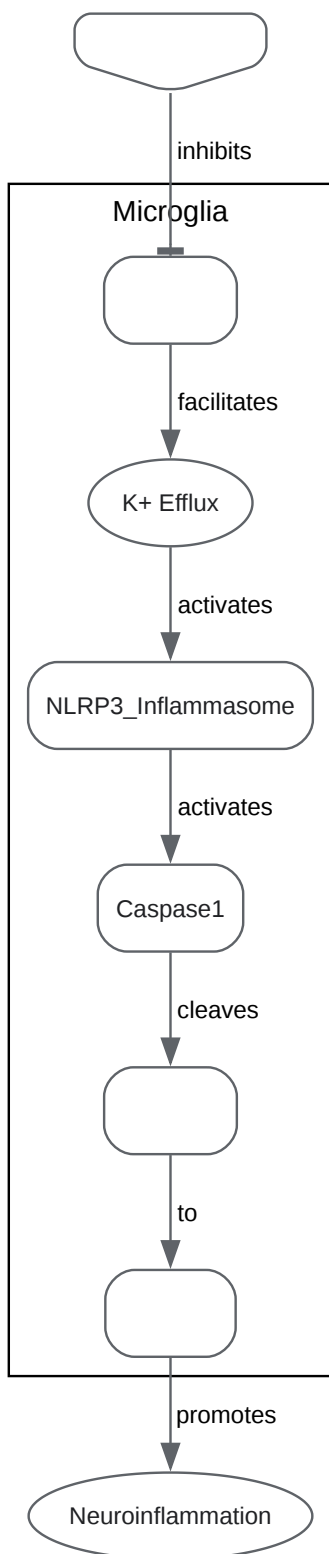 inhibits
Microglia
facilitates
K+ Efflux
activates
NLRP3_Inflammasome
activates
Caspase1
cleaves
to
promotes
Neuroinflammation